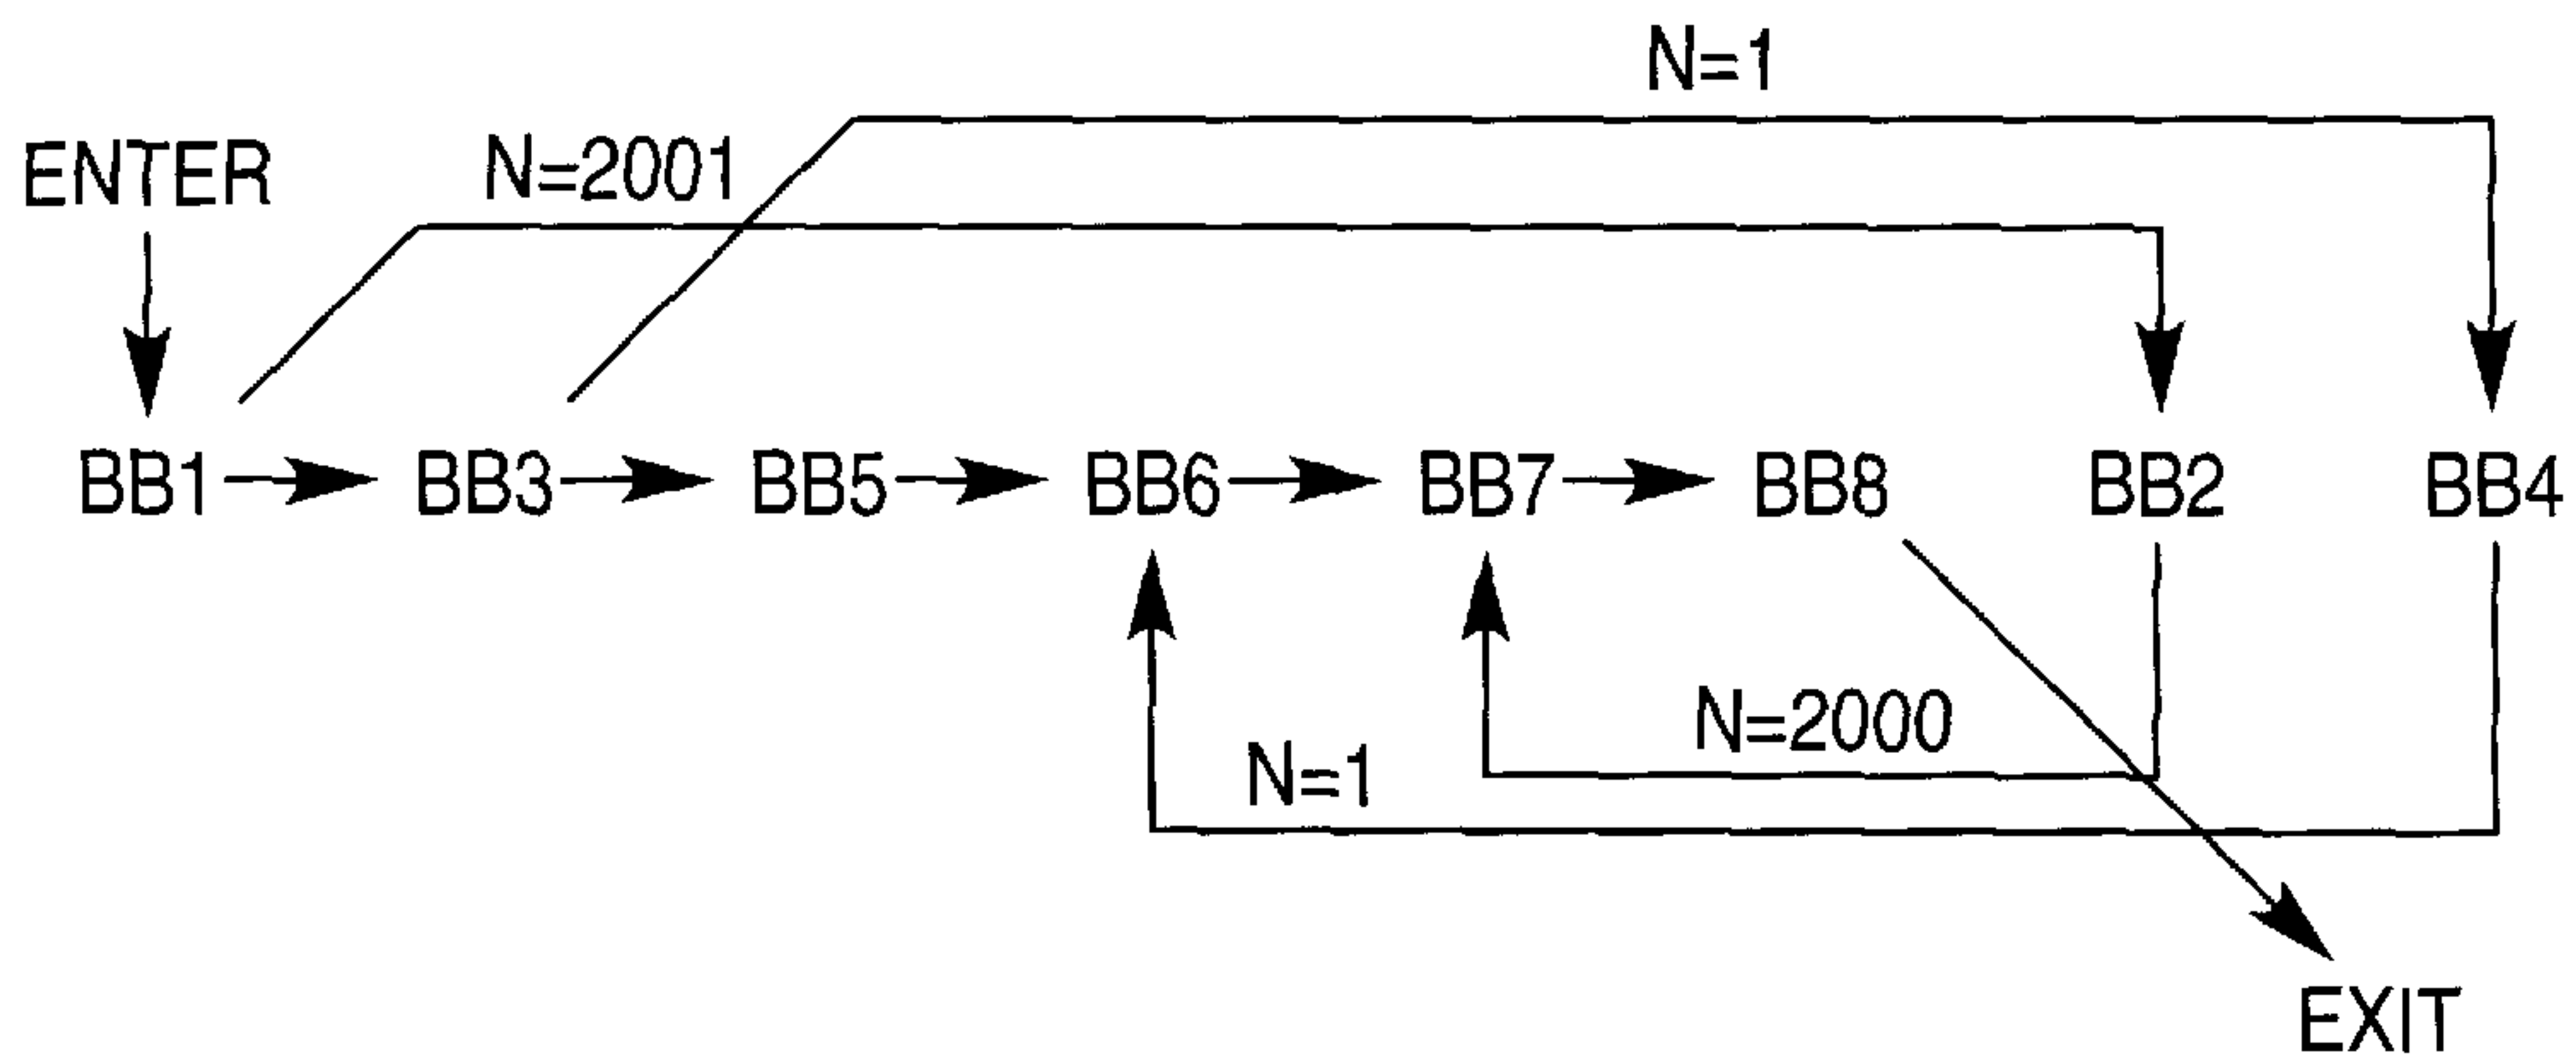 N=1
ENTER
N=2001
BB1 BB3 BB5 BB6 BB7 BB8 BB2 BB4
N=2000
N=1
EXIT